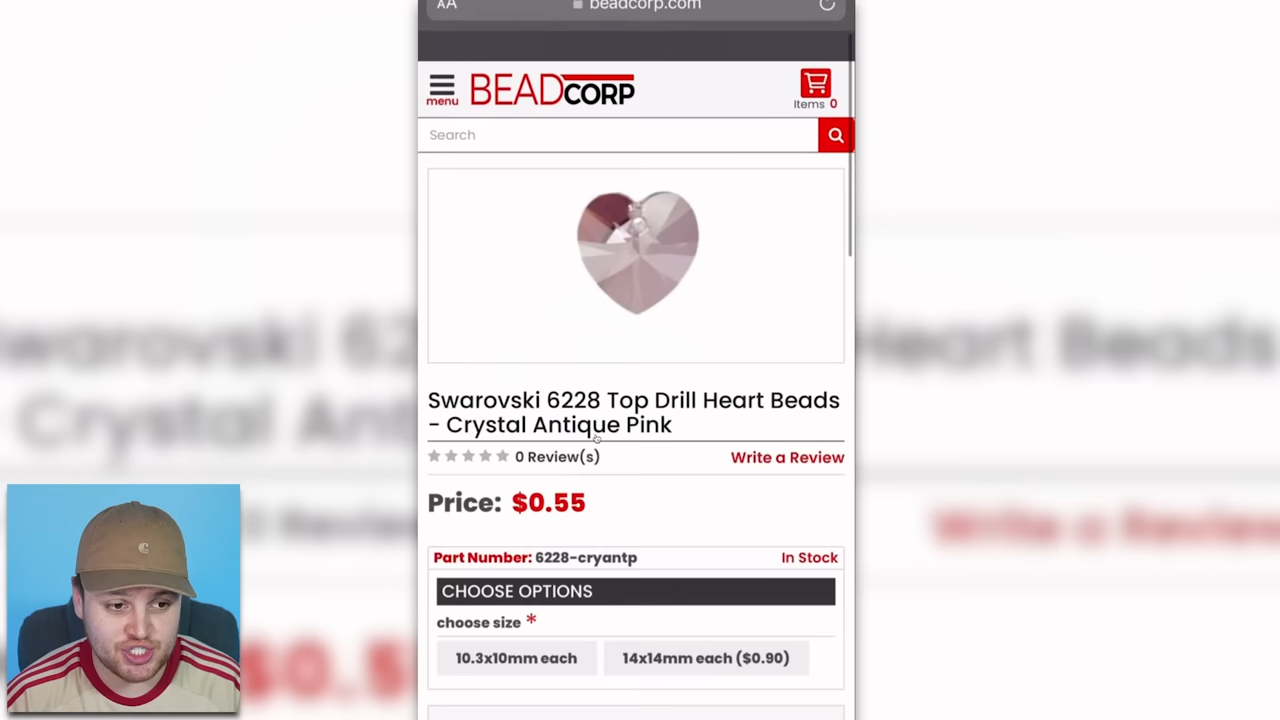 AA
beadcorp.com
menu
BEADCORP
Items 0
Search
Swarovski 6228 Top Drill Heart Beads
- Crystal Antique Pink
0 Review(s)
Write a Review
Price: $0.55
Part Number: 6228-cryantp
In Stock
CHOOSE OPTIONS
choose size *
10.3x10mm each
14x14mm each ($0.90)